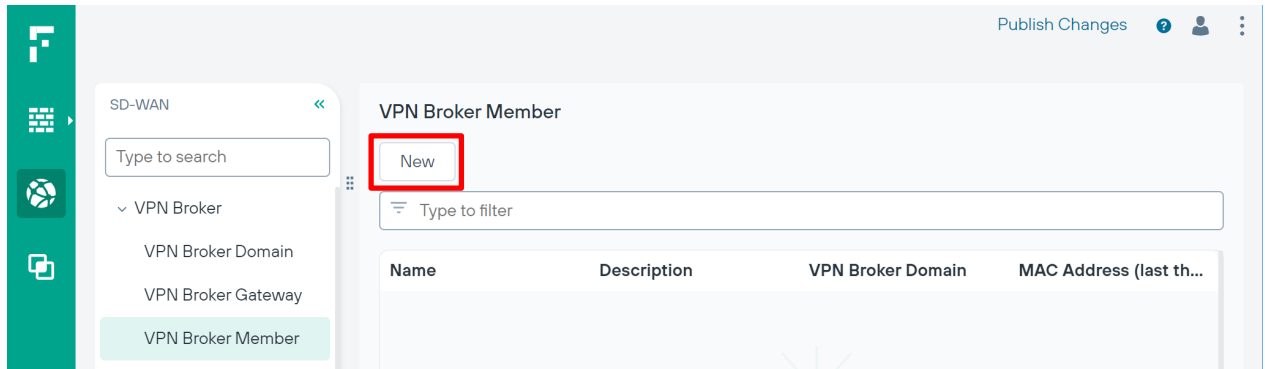 Publish Changes
SD-WAN
Type to search
VPN Broker
VPN Broker Domain
VPN Broker Gateway
VPN Broker Member
VPN Broker Member
New
Type to filter
Name Description VPN Broker Domain MAC Address (last th...